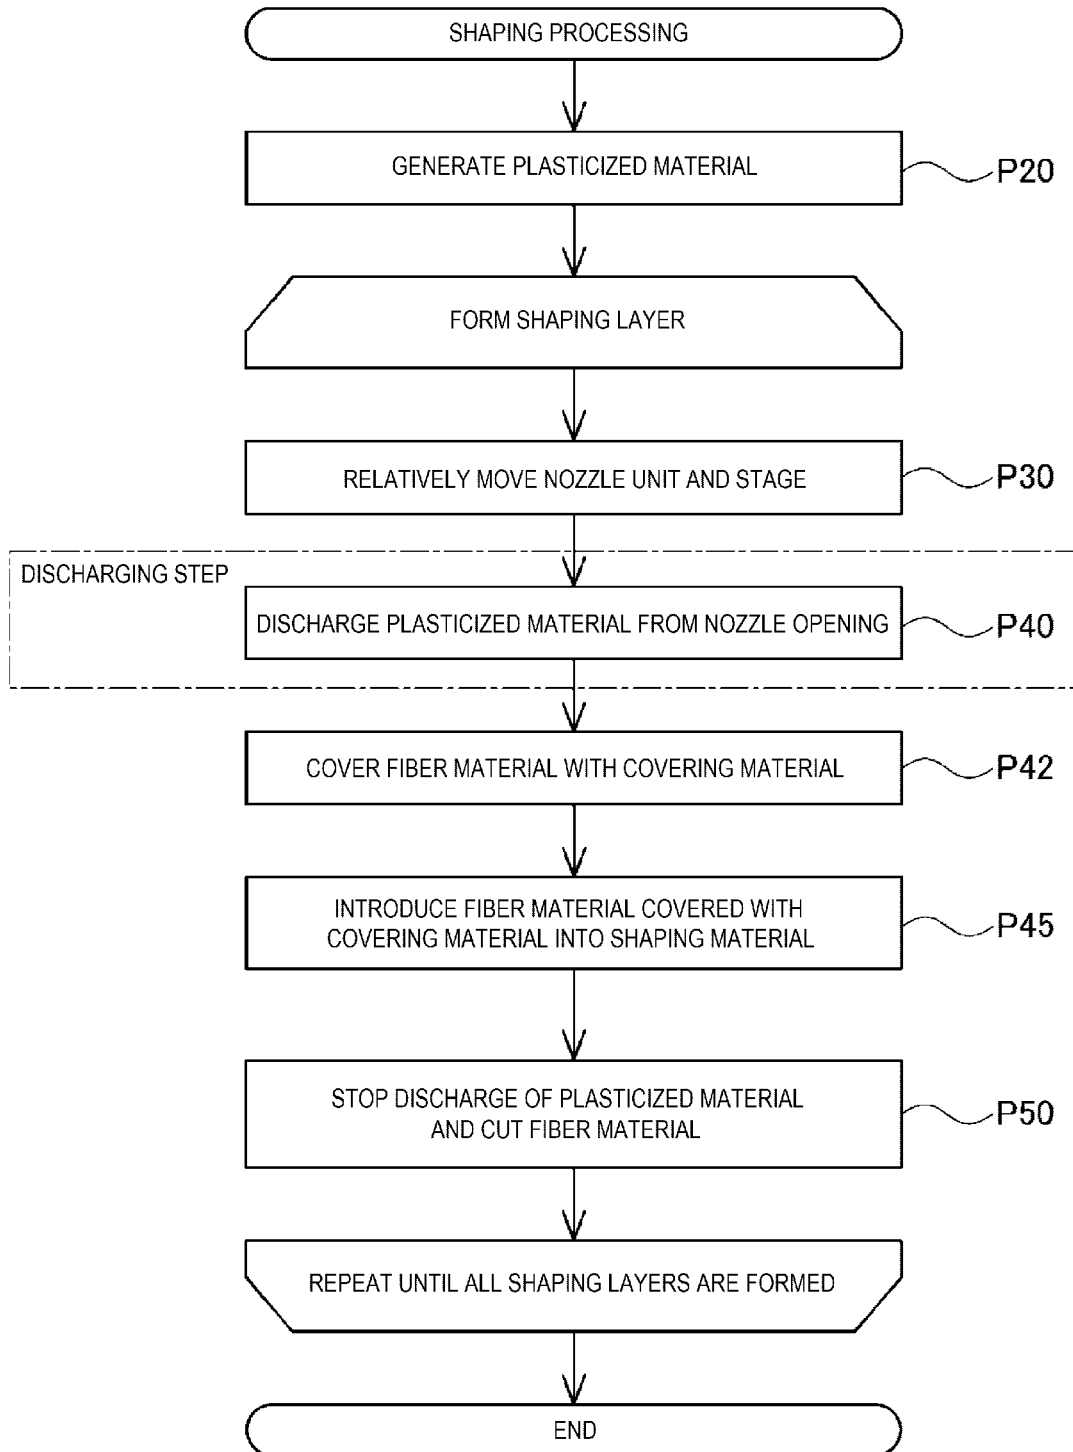 SHAPING PROCESSING
GENERATE PLASTICIZED MATERIAL
P20
FORM SHAPING LAYER
RELATIVELY MOVE NOZZLE UNIT AND STAGE
P30
DISCHARGING STEP
DISCHARGE PLASTICIZED MATERIAL FROM NOZZLE OPENING
P40
COVER FIBER MATERIAL WITH COVERING MATERIAL
P42
INTRODUCE FIBER MATERIAL COVERED WITH
COVERING MATERIAL INTO SHAPING MATERIAL
P45
STOP DISCHARGE OF PLASTICIZED MATERIAL
AND CUT FIBER MATERIAL
P50
REPEAT UNTIL ALL SHAPING LAYERS ARE FORMED
END